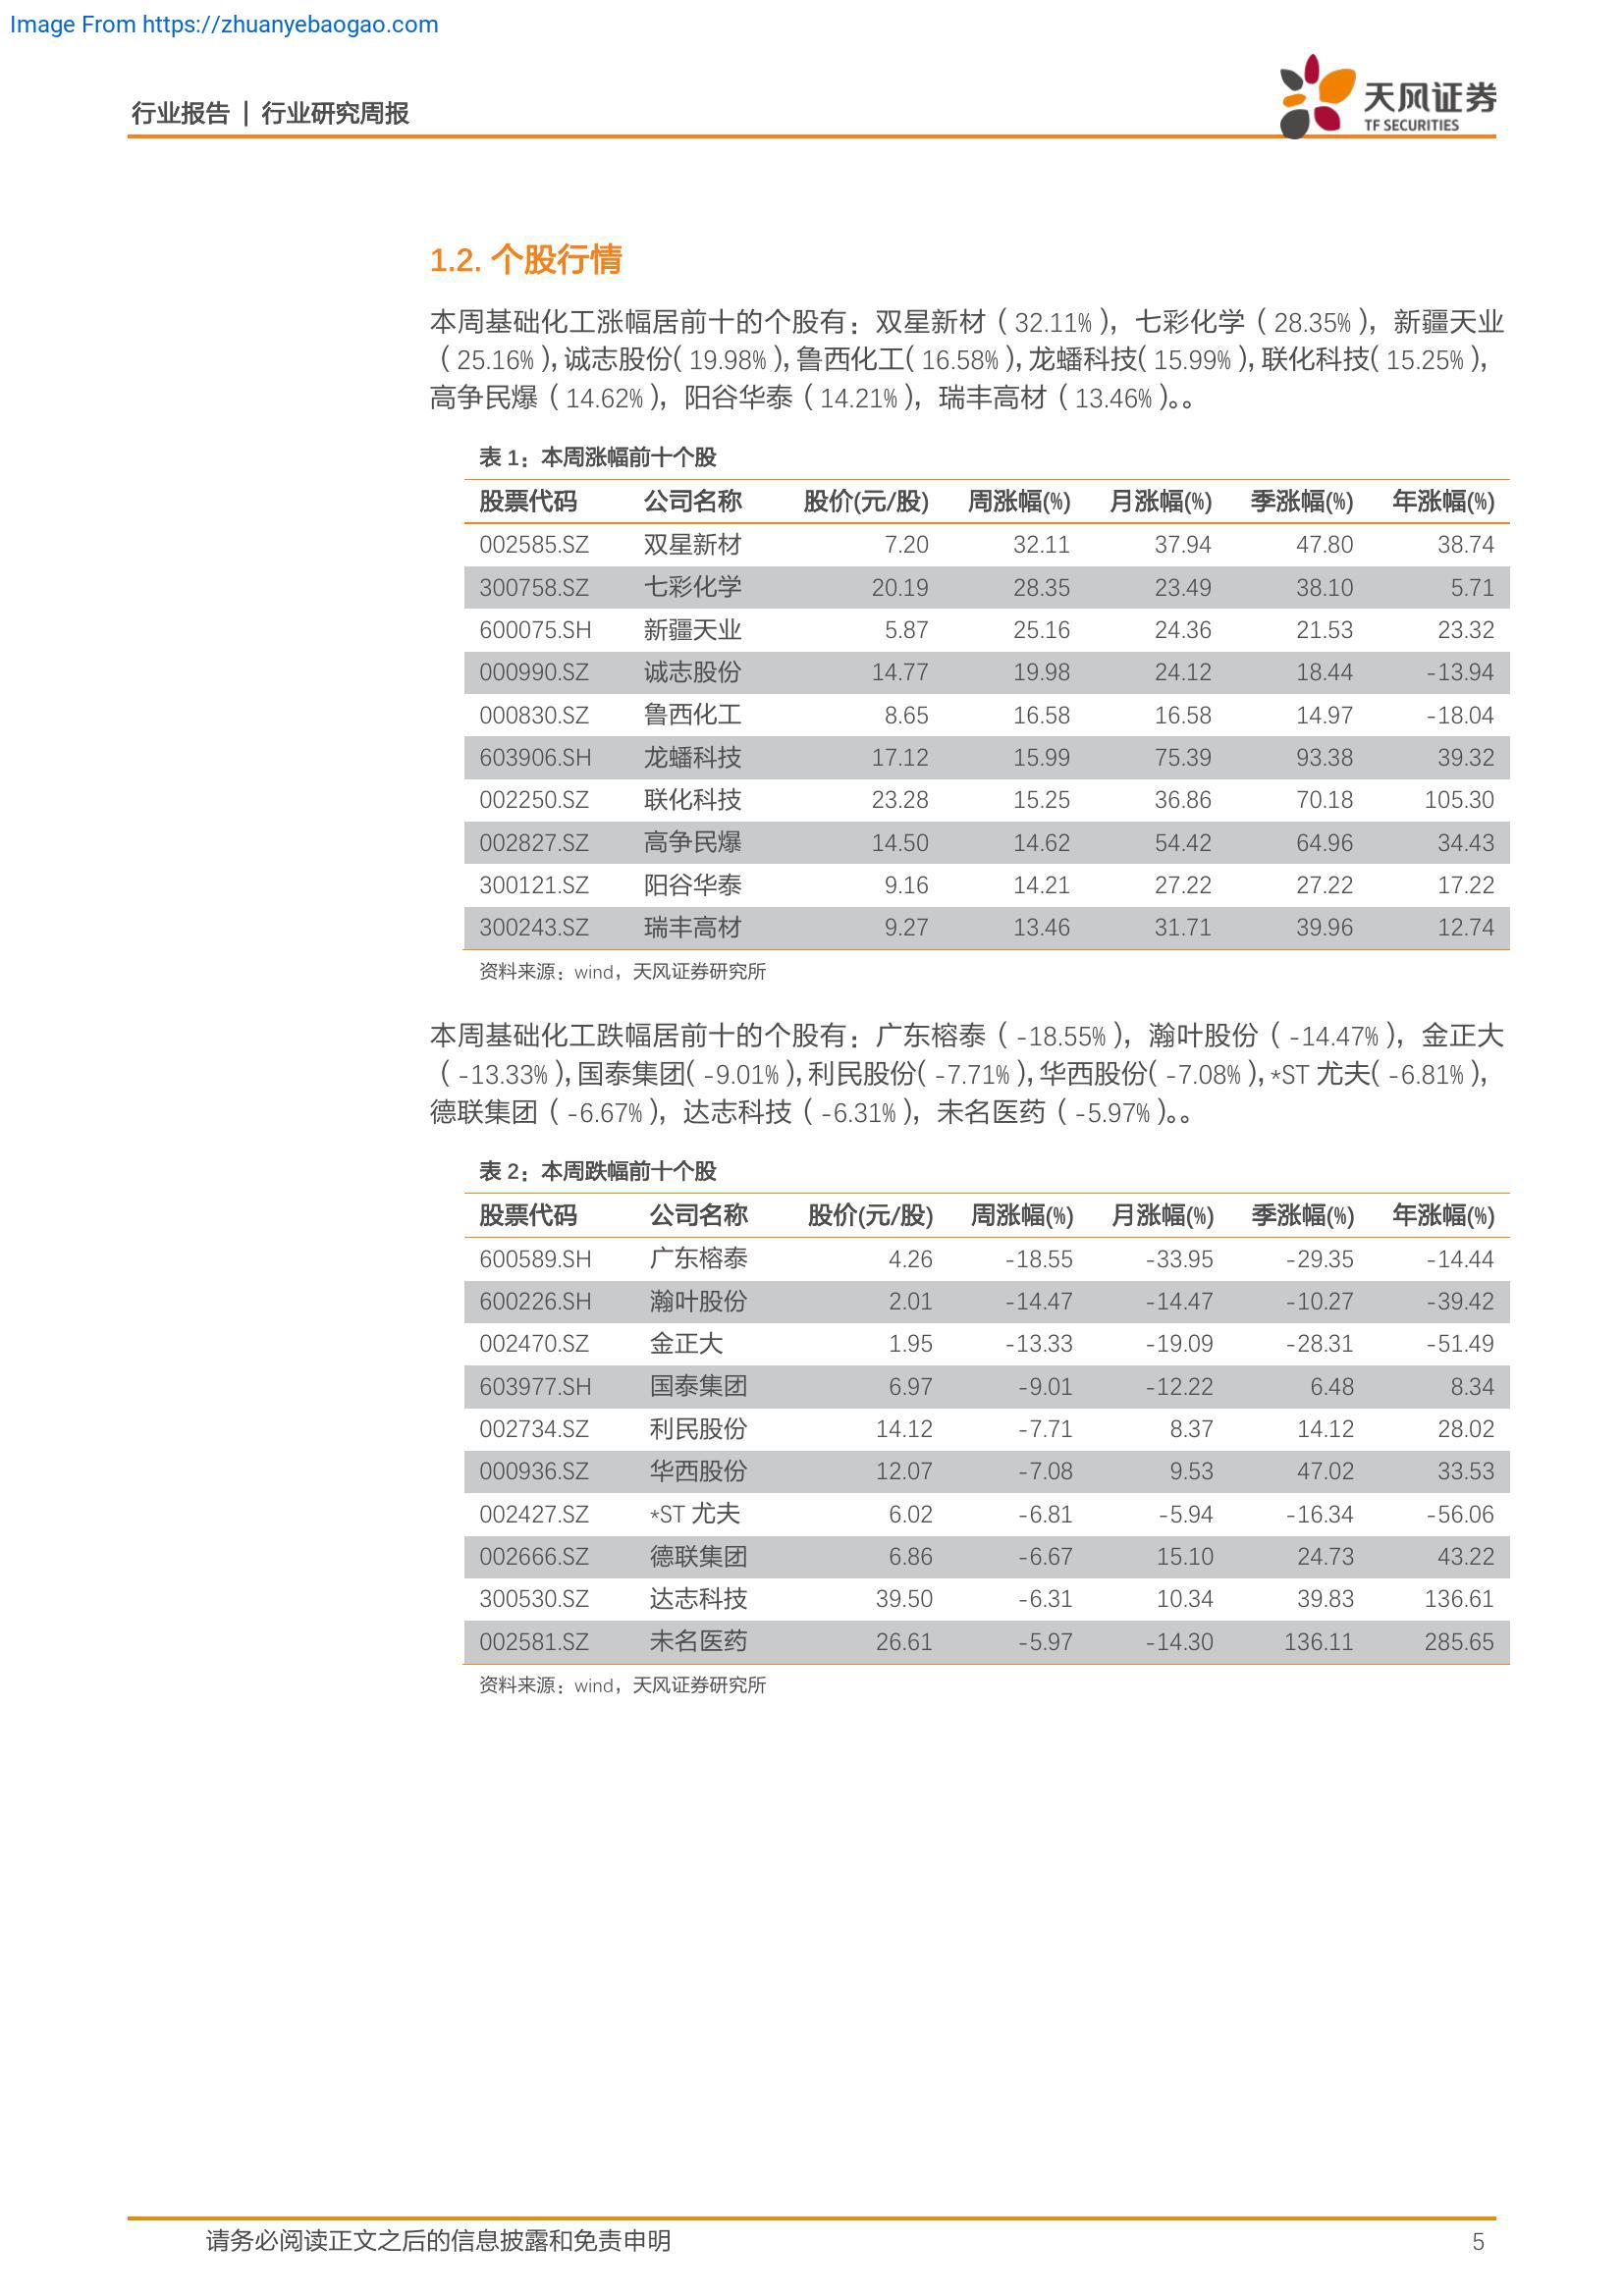 Image From https://zhuanyebaogao.com
行业报告 | 行业研究周报
天风证券
TF SECURITIES
1.2. 个股行情
本周基础化工涨幅居前十的个股有：双星新材（32.11%），七彩化学（28.35%），新疆天业
（25.16%），诚志股份（19.98%），鲁西化工（16.58%），龙蟠科技（15.99%），联化科技（15.25%），
高争民爆（14.62%），阳谷华泰（14.21%），瑞丰高材（13.46%）。。
表 1：本周涨幅前十个股
股票代码 公司名称 股价(元/股) 周涨幅(%) 月涨幅(%) 季涨幅(%) 年涨幅(%)
002585.SZ 双星新材 7.20 32.11 37.94 47.80 38.74
300758.SZ 七彩化学 20.19 28.35 23.49 38.10 5.71
600075.SH 新疆天业 5.87 25.16 24.36 21.53 23.32
000990.SZ 诚志股份 14.77 19.98 24.12 18.44 -13.94
000830.SZ 鲁西化工 8.65 16.58 16.58 14.97 -18.04
603906.SH 龙蟠科技 17.12 15.99 75.39 93.38 39.32
002250.SZ 联化科技 23.28 15.25 36.86 70.18 105.30
002827.SZ 高争民爆 14.50 14.62 54.42 64.96 34.43
300121.SZ 阳谷华泰 9.16 14.21 27.22 27.22 17.22
300243.SZ 瑞丰高材 9.27 13.46 31.71 39.96 12.74
资料来源：wind，天风证券研究所
本周基础化工跌幅居前十的个股有：广东榕泰（-18.55%），瀚叶股份（-14.47%），金正大
（-13.33%），国泰集团（-9.01%），利民股份（-7.71%），华西股份（-7.08%），*ST 尤夫（-6.81%），
德联集团（-6.67%），达志科技（-6.31%），未名医药（-5.97%）。。
表 2：本周跌幅前十个股
股票代码 公司名称 股价(元/股) 周涨幅(%) 月涨幅(%) 季涨幅(%) 年涨幅(%)
600589.SH 广东榕泰 4.26 -18.55 -33.95 -29.35 -14.44
600226.SH 瀚叶股份 2.01 -14.47 -14.47 -10.27 -39.42
002470.SZ 金正大 1.95 -13.33 -19.09 -28.31 -51.49
603977.SH 国泰集团 6.97 -9.01 -12.22 6.48 8.34
002734.SZ 利民股份 14.12 -7.71 8.37 14.12 28.02
000936.SZ 华西股份 12.07 -7.08 9.53 47.02 33.53
002427.SZ *ST 尤夫 6.02 -6.81 -5.94 -16.34 -56.06
002666.SZ 德联集团 6.86 -6.67 15.10 24.73 43.22
300530.SZ 达志科技 39.50 -6.31 10.34 39.83 136.61
002581.SZ 未名医药 26.61 -5.97 -14.30 136.11 285.65
资料来源：wind，天风证券研究所
请务必阅读正文之后的信息披露和免责申明 5